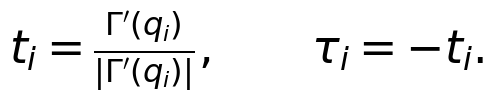 $t_i = \frac{\Gamma'(q_i)}{|\Gamma'(q_i)|}, \qquad \tau_i = -t_i.$